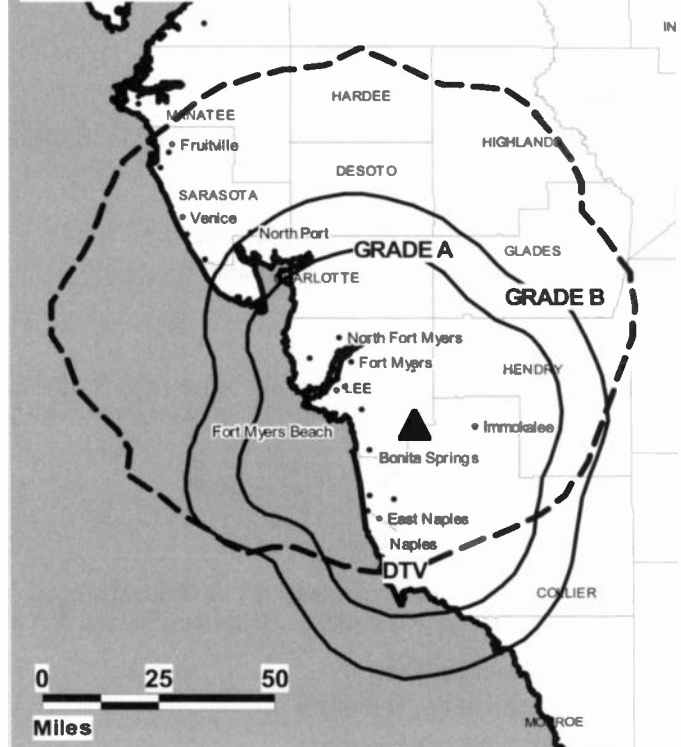 IN
HARDEE
MANATEE
Fruitville
HIGHLANDS
DESOTO
SARASOTA
Venice
North Port
GRADE A
GLADES
CHARLOTTE
GRADE B
North Fort Myers
Fort Myers
HENDRY
LEE
Fort Myers Beach
Immokalee
Bonita Springs
East Naples
Naples
DTV
COLLIER
0 25 50
Miles
MONROE